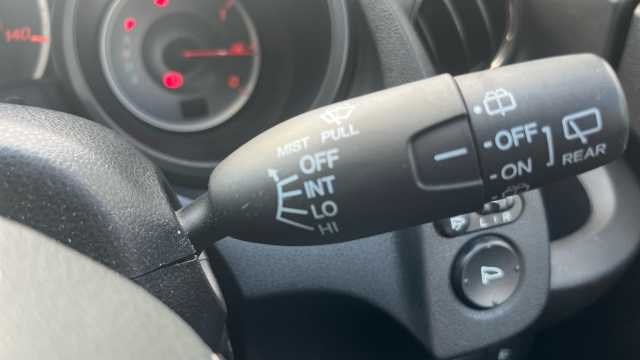 140
MIST PULL
OFF
INT
LO
HI
OFF
ON
REAR
L R